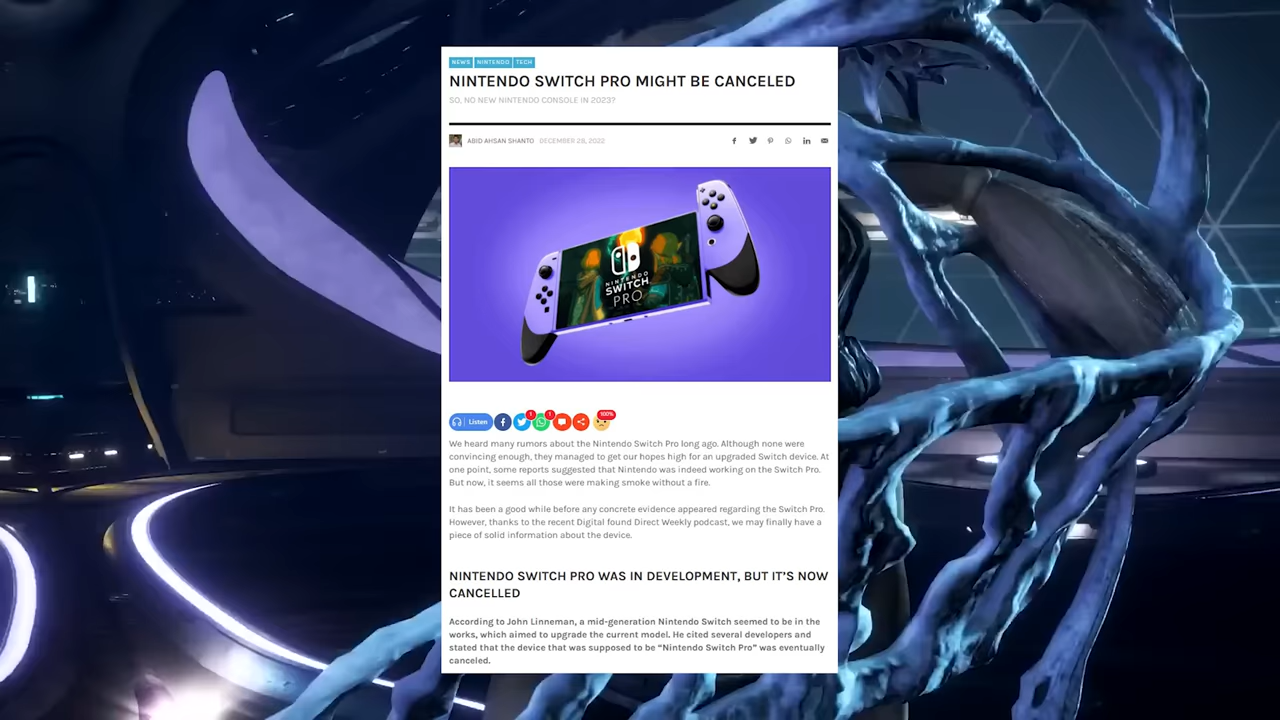 NEWS NINTENDO TECH
NINTENDO SWITCH PRO MIGHT BE CANCELED
SO, NO NEW NINTENDO CONSOLE IN 2023?
ABID AHSAN SHANTO DECEMBER 28, 2022
NINTENDO
SWITCH
PRO
Listen 1 1 100%
We heard many rumors about the Nintendo Switch Pro long ago. Although none were
convincing enough, they managed to get our hopes high for an upgraded Switch device. At
one point, some reports suggested that Nintendo was indeed working on the Switch Pro.
But now, it seems all those were making smoke without a fire.
It has been a good while before any concrete evidence appeared regarding the Switch Pro.
However, thanks to the recent Digital found Direct Weekly podcast, we may finally have a
piece of solid information about the device.
NINTENDO SWITCH PRO WAS IN DEVELOPMENT, BUT IT'S NOW
CANCELLED
According to John Linneman, a mid-generation Nintendo Switch seemed to be in the
works, which aimed to upgrade the current model. He cited several developers and
stated that the device that was supposed to be “Nintendo Switch Pro” was eventually
canceled.